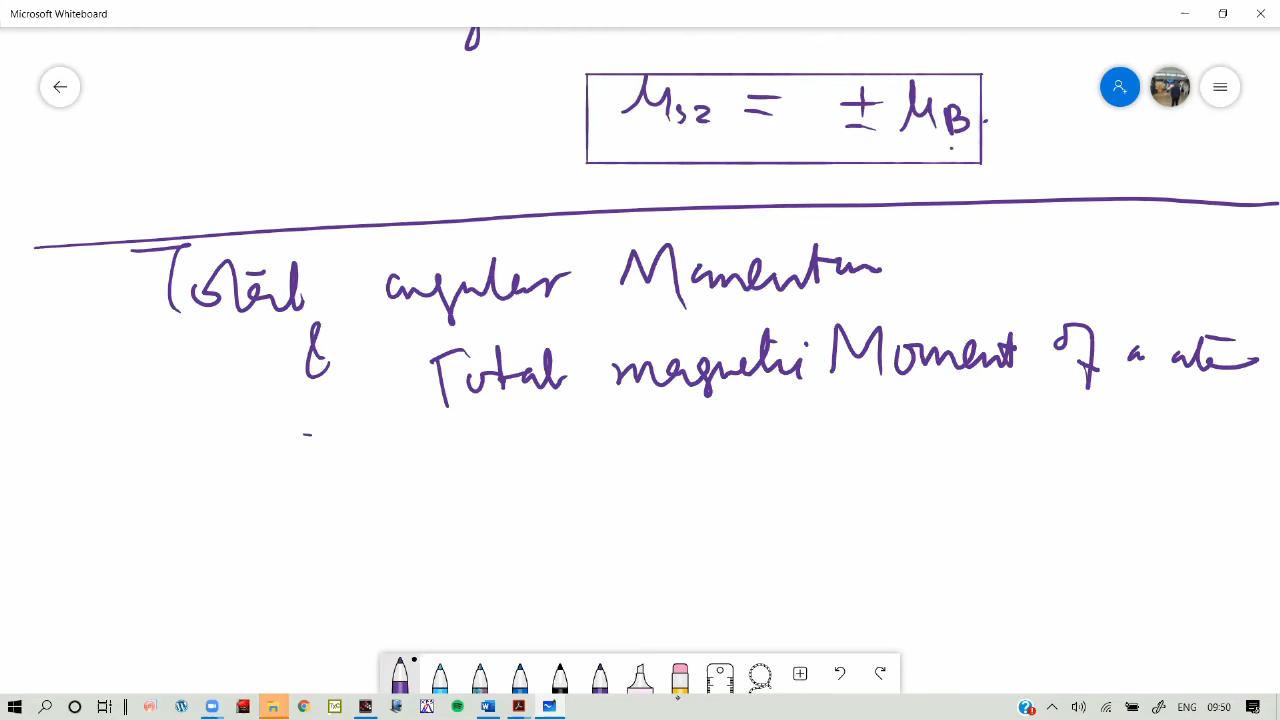 Microsoft Whiteboard
μsz = ± μB.
Total angular Momentum
& Total magnetic Moment of a atom
ENG 09:50